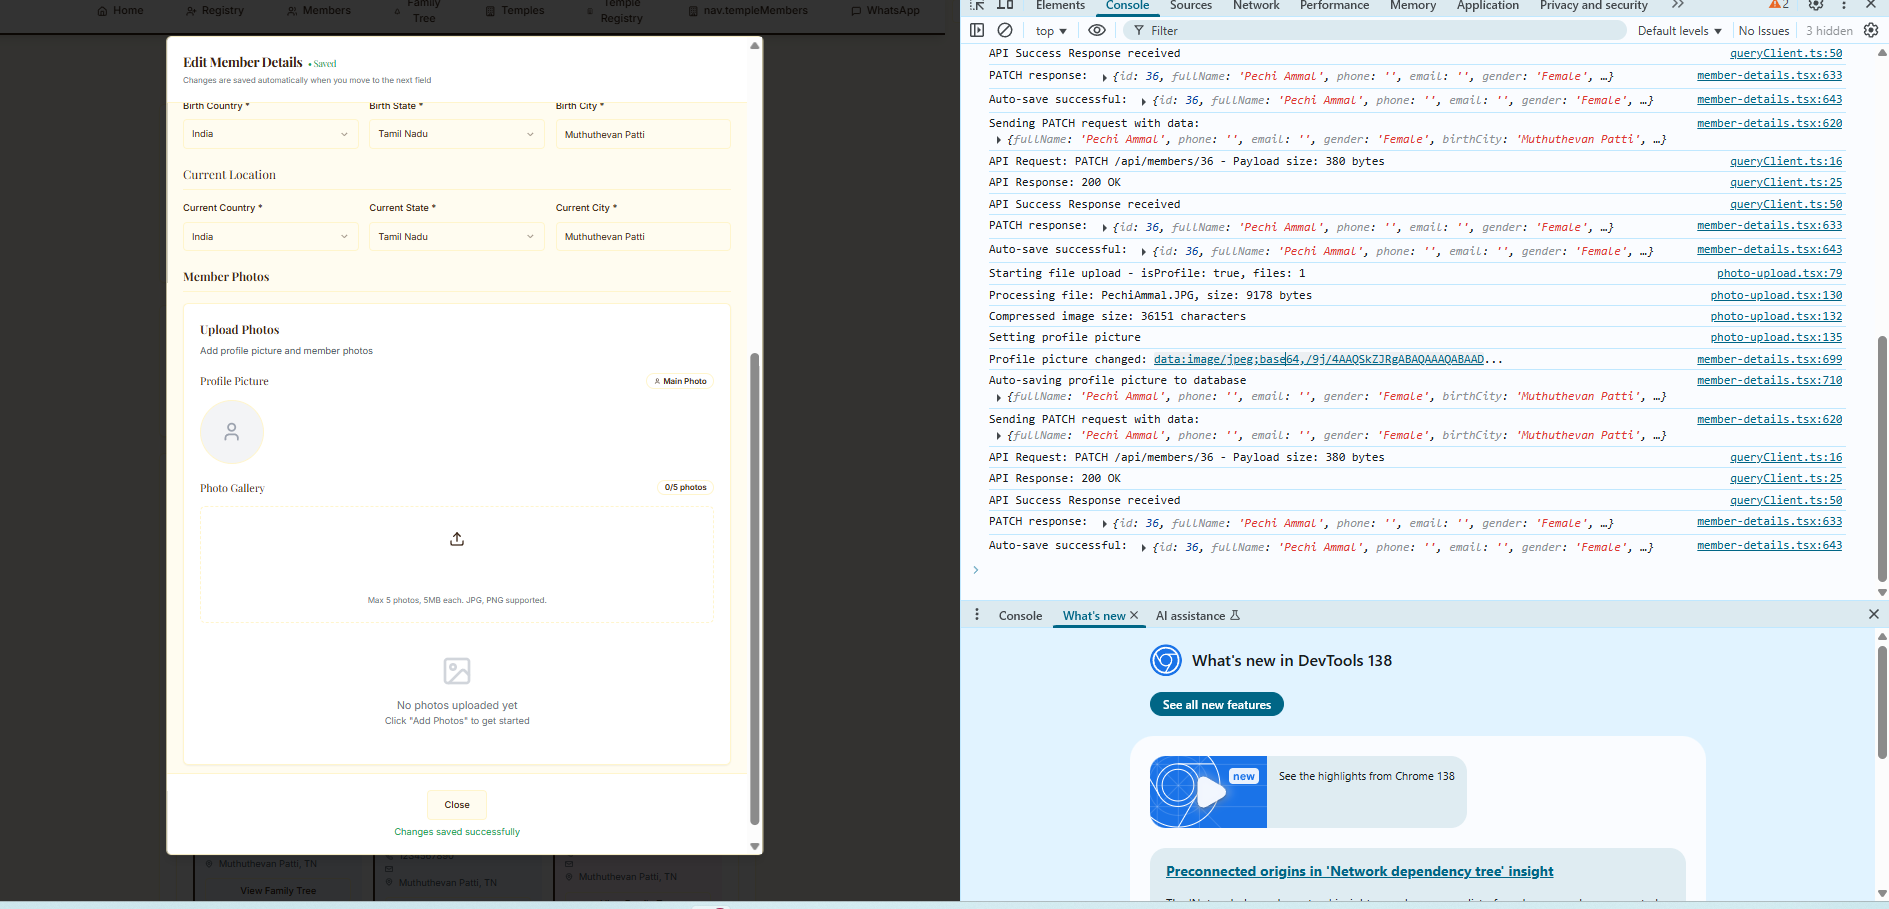 Home
Registry
Members
Family
Tree
Temples
Temple
Registry
nav.templeMembers
WhatsApp
Edit Member Details • Saved
Changes are saved automatically when you move to the next field
Birth Country *
Birth State *
Birth City *
India
Tamil Nadu
Muthuthevan Patti
Current Location
Current Country *
Current State *
Current City *
India
Tamil Nadu
Muthuthevan Patti
Member Photos
Upload Photos
Add profile picture and member photos
Profile Picture
Main Photo
Photo Gallery
0/5 photos
Max 5 photos, 5MB each. JPG, PNG supported.
No photos uploaded yet
Click "Add Photos" to get started
Close
Changes saved successfully
Muthuthevan Patti, TN
View Family Tree
1234567890
Muthuthevan Patti, TN
Muthuthevan Patti, TN
Elements
Console
Sources
Network
Performance
Memory
Application
Privacy and security
2
top
Filter
Default levels
No Issues
3 hidden
API Success Response received queryClient.ts:50
PATCH response: {id: 36, fullName: 'Pechi Ammal', phone: '', email: '', gender: 'Female', …} member-details.tsx:633
Auto-save successful: {id: 36, fullName: 'Pechi Ammal', phone: '', email: '', gender: 'Female', …} member-details.tsx:643
Sending PATCH request with data: member-details.tsx:620
{fullName: 'Pechi Ammal', phone: '', email: '', gender: 'Female', birthCity: 'Muthuthevan Patti', …}
API Request: PATCH /api/members/36 - Payload size: 380 bytes queryClient.ts:16
API Response: 200 OK queryClient.ts:25
API Success Response received queryClient.ts:50
PATCH response: {id: 36, fullName: 'Pechi Ammal', phone: '', email: '', gender: 'Female', …} member-details.tsx:633
Auto-save successful: {id: 36, fullName: 'Pechi Ammal', phone: '', email: '', gender: 'Female', …} member-details.tsx:643
Starting file upload - isProfile: true, files: 1 photo-upload.tsx:79
Processing file: PechiAmmal.JPG, size: 9178 bytes photo-upload.tsx:130
Compressed image size: 36151 characters photo-upload.tsx:132
Setting profile picture photo-upload.tsx:135
Profile picture changed: data:image/jpeg;base64,/9j/4AAQSkZJRgABAQAAAQABAAD... member-details.tsx:699
Auto-saving profile picture to database member-details.tsx:710
{fullName: 'Pechi Ammal', phone: '', email: '', gender: 'Female', birthCity: 'Muthuthevan Patti', …}
Sending PATCH request with data: member-details.tsx:620
{fullName: 'Pechi Ammal', phone: '', email: '', gender: 'Female', birthCity: 'Muthuthevan Patti', …}
API Request: PATCH /api/members/36 - Payload size: 380 bytes queryClient.ts:16
API Response: 200 OK queryClient.ts:25
API Success Response received queryClient.ts:50
PATCH response: {id: 36, fullName: 'Pechi Ammal', phone: '', email: '', gender: 'Female', …} member-details.tsx:633
Auto-save successful: {id: 36, fullName: 'Pechi Ammal', phone: '', email: '', gender: 'Female', …} member-details.tsx:643
Console
What's new
AI assistance
What's new in DevTools 138
See all new features
new
See the highlights from Chrome 138
Preconnected origins in 'Network dependency tree' insight